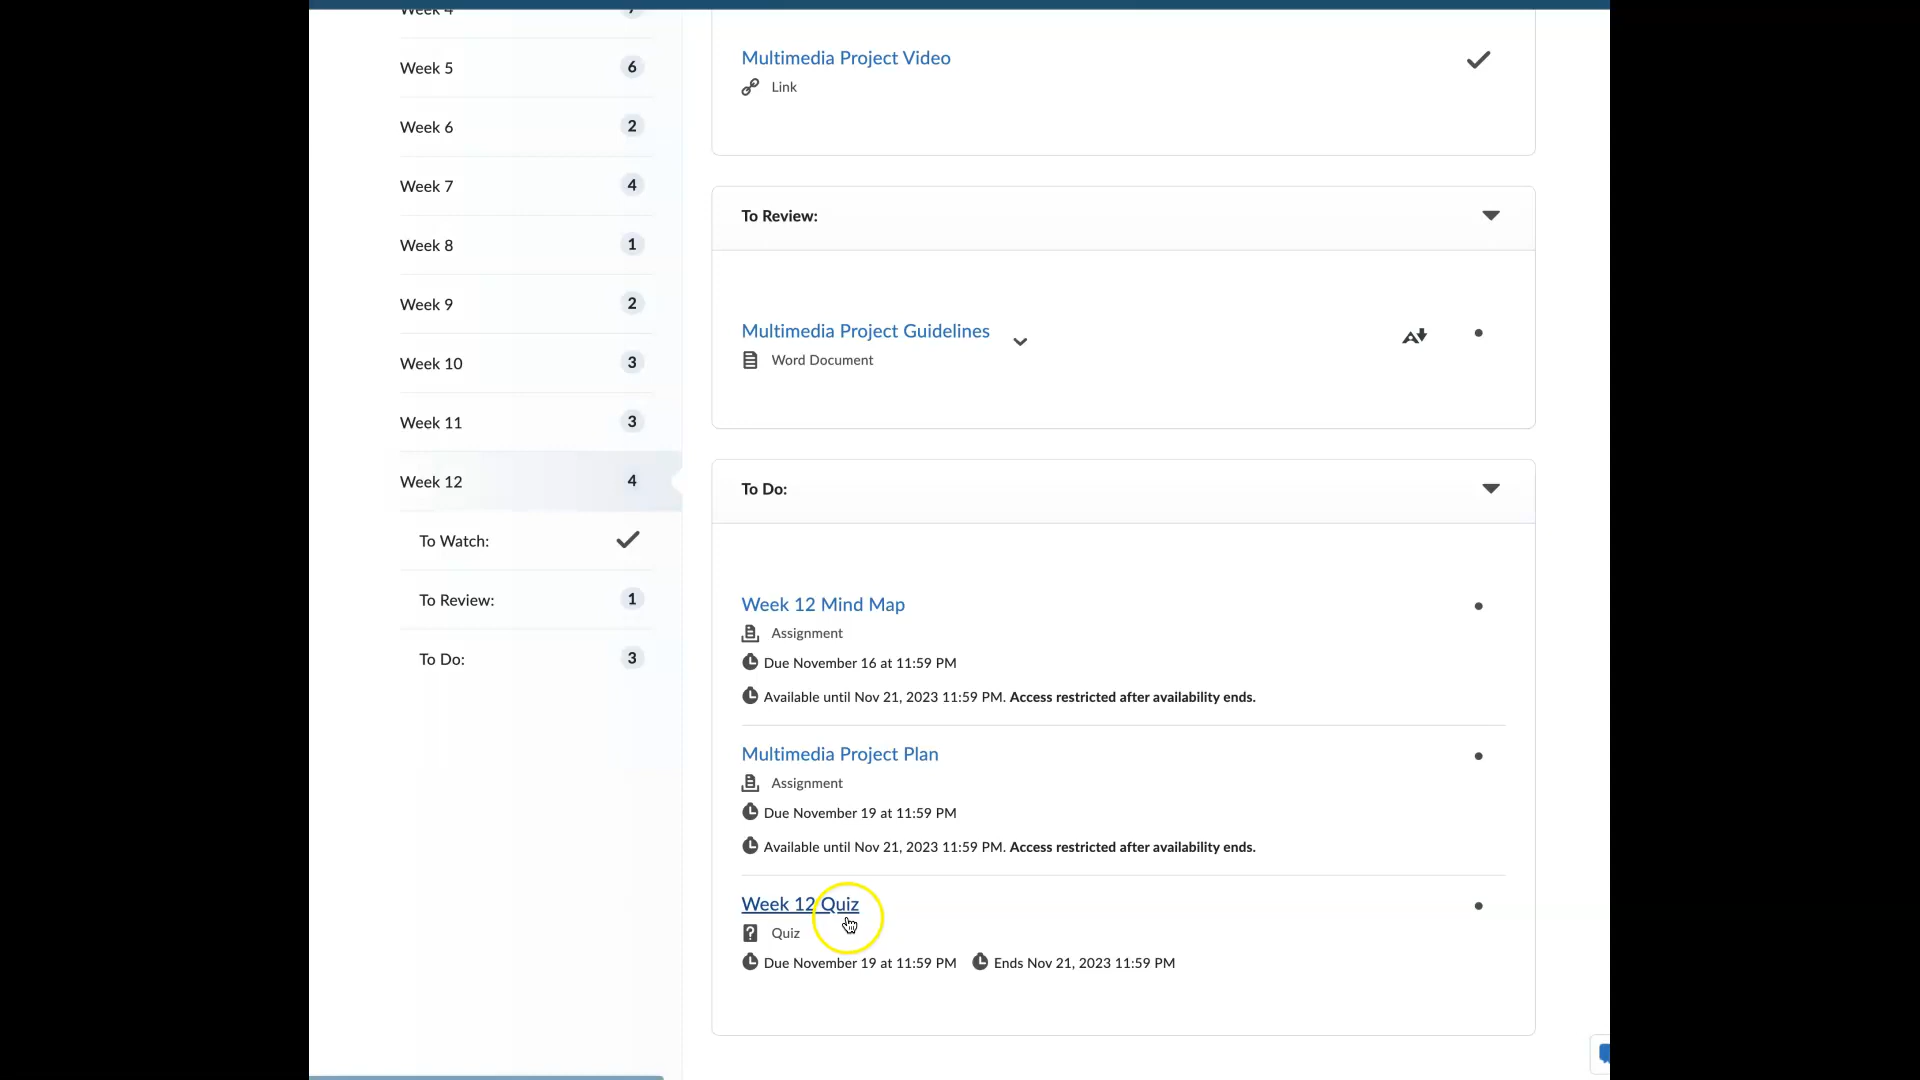 Week 4 7
Week 5 6
Week 6 2
Week 7 4
Week 8 1
Week 9 2
Week 10 3
Week 11 3
Week 12 4
To Watch:
To Review: 1
To Do: 3
Multimedia Project Video
Link
To Review:
Multimedia Project Guidelines
Word Document
To Do:
Week 12 Mind Map
Assignment
Due November 16 at 11:59 PM
Available until Nov 21, 2023 11:59 PM. Access restricted after availability ends.
Multimedia Project Plan
Assignment
Due November 19 at 11:59 PM
Available until Nov 21, 2023 11:59 PM. Access restricted after availability ends.
Week 12 Quiz
Quiz
Due November 19 at 11:59 PM Ends Nov 21, 2023 11:59 PM